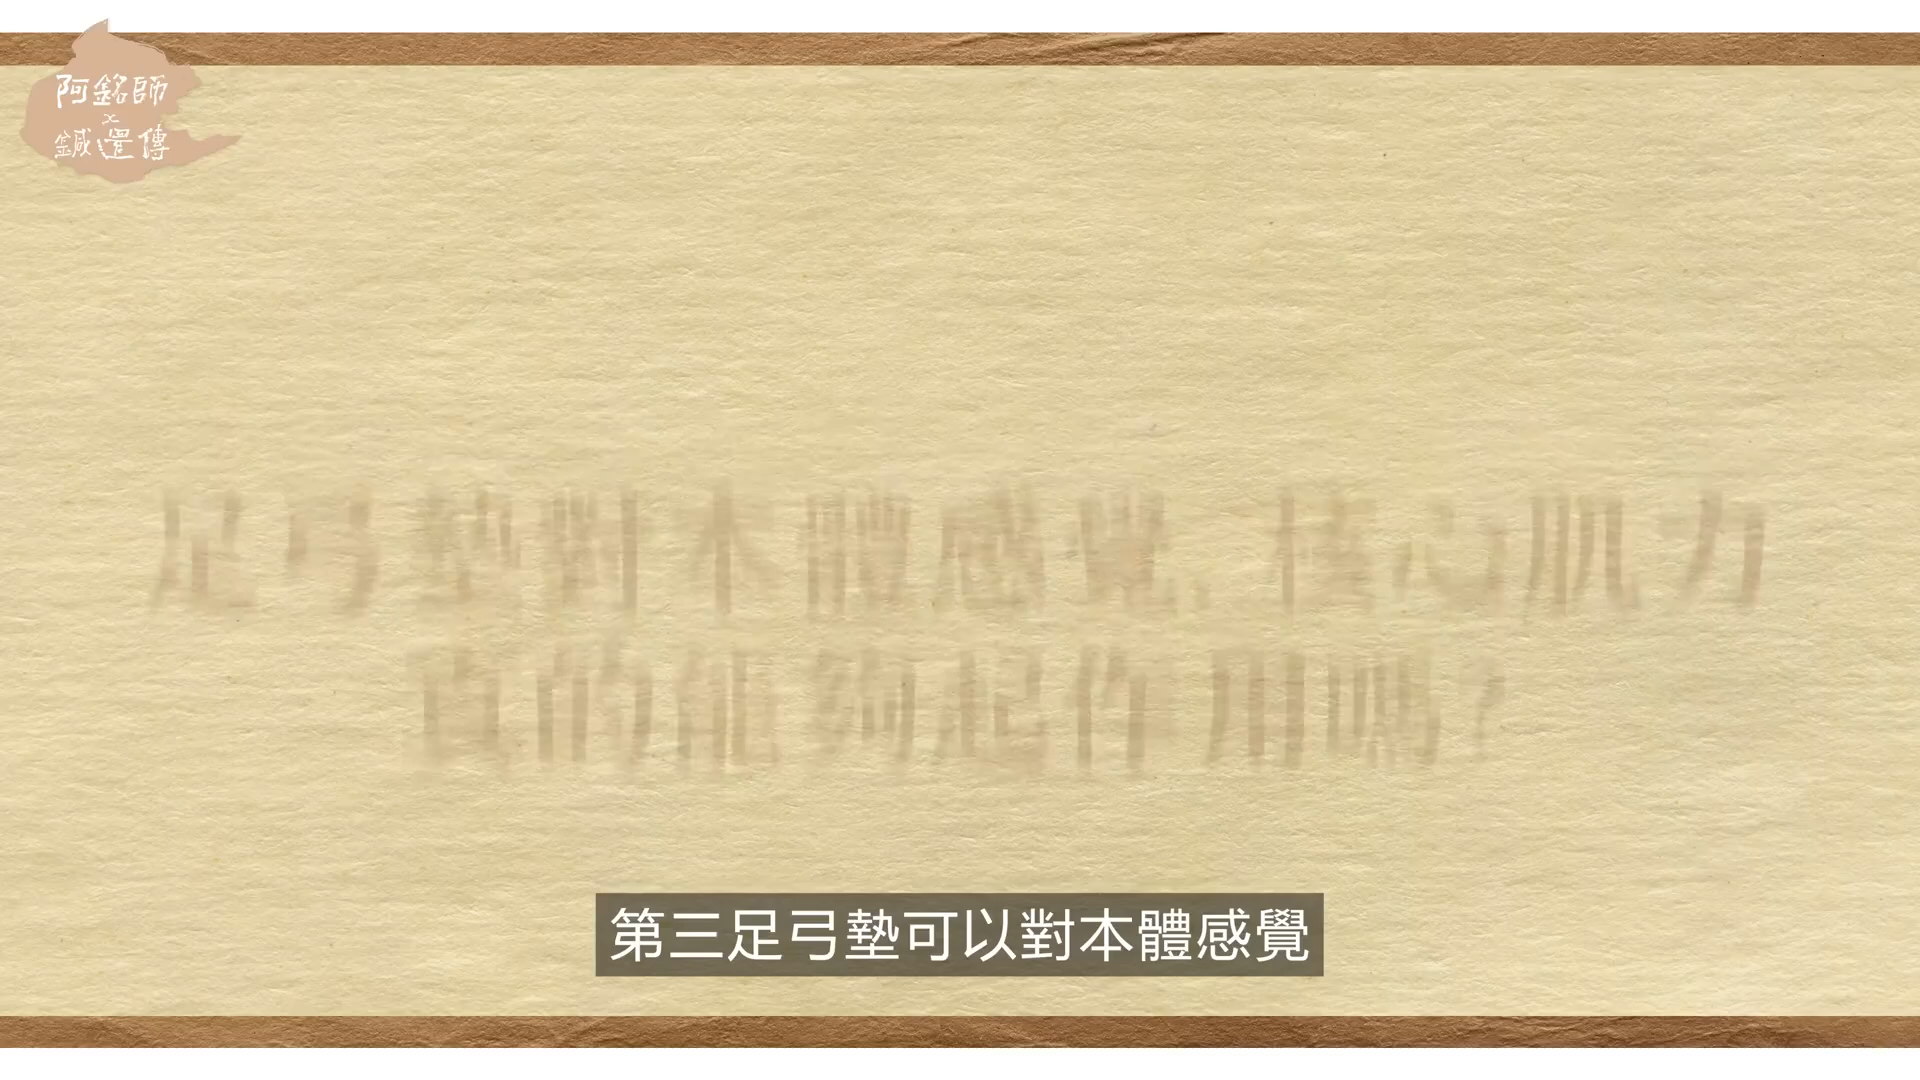 阿銘師
x
鍼還傳
足弓墊對本體感覺, 核心肌力
真的能夠起作用嗎?
第三足弓墊可以對本體感覺